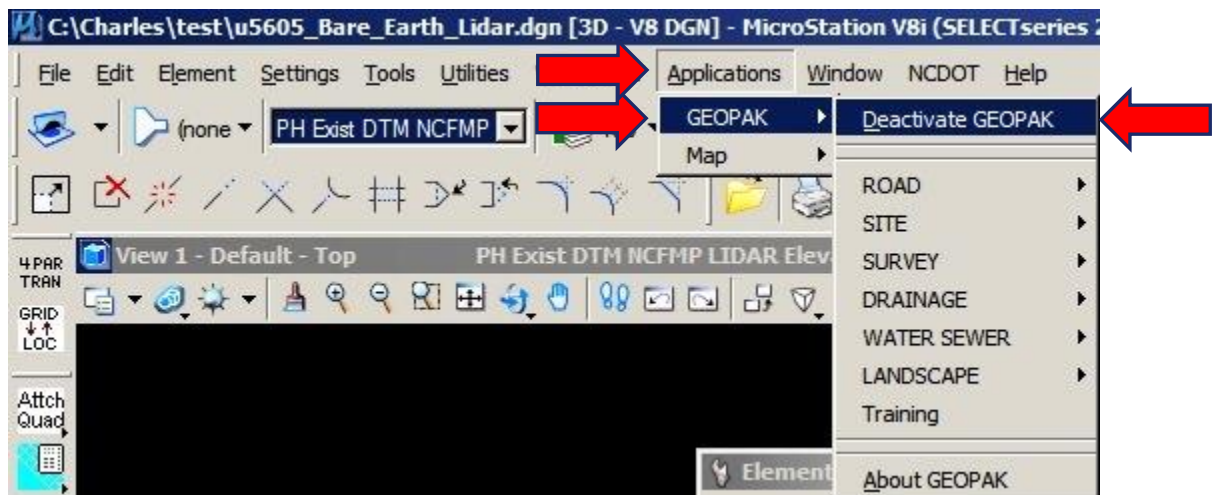 C:\Charles\test\u5605_Bare_Earth_Lidar.dgn [3D - V8 DGN] - MicroStation V8i (SELECTseries
File Edit Element Settings Tools Utilities Applications Window NCDOT Help
(none PH Exist DTM NCFMP
GEOPAK
Map
Deactivate GEOPAK
ROAD
SITE
SURVEY
DRAINAGE
WATER SEWER
LANDSCAPE
Training
About GEOPAK
View 1 - Default - Top PH Exist DTM NCFMP LIDAR Elev
4 PAR
TRAN
GRID
LOC
Attch
Quad
Element